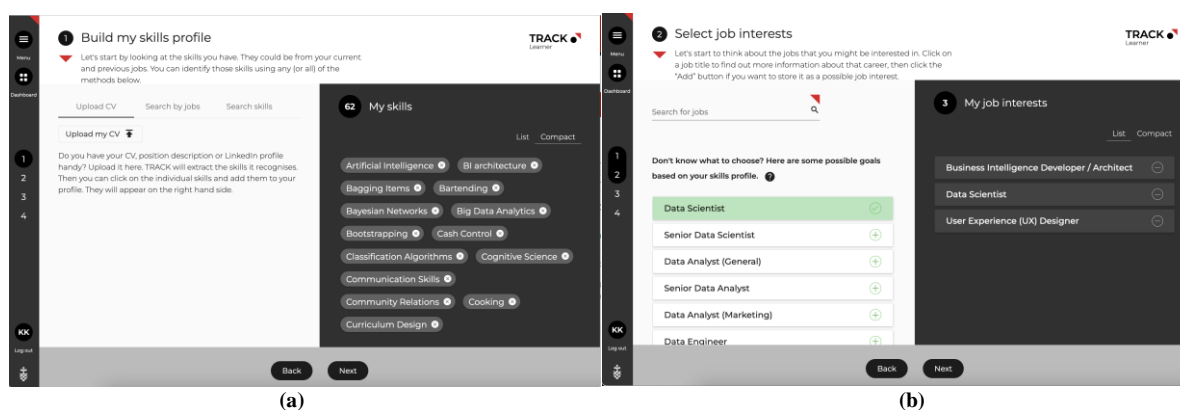 Menu
Dashboard
1
2
3
4
KK
Log out
1 Build my skills profile
TRACK
Learner
Let's start by looking at the skills you have. They could be from your current
and previous jobs. You can identify those skills using any (or all) of the
methods below.
Upload CV Search by jobs Search skills
Upload my CV
Do you have your CV, position description or LinkedIn profile
handy? Upload it here. TRACK will extract the skills it recognises.
Then you can click on the individual skills and add them to your
profile. They will appear on the right hand side.
62 My skills
List Compact
Artificial Intelligence BI architecture
Bagging Items Bartending
Bayesian Networks Big Data Analytics
Bootstrapping Cash Control
Classification Algorithms Cognitive Science
Communication Skills
Community Relations Cooking
Curriculum Design
Back Next
(a)
Menu
Dashboard
1
2
3
4
KK
Log out
2 Select job interests
TRACK
Learner
Let's start to think about the jobs that you might be interested in. Click on
a job title to find out more information about that career, then click the
"Add" button if you want to store it as a possible job interest.
Search for jobs
Don't know what to choose? Here are some possible goals
based on your skills profile. ?
Data Scientist
Senior Data Scientist
Data Analyst (General)
Senior Data Analyst
Data Analyst (Marketing)
Data Engineer
3 My job interests
List Compact
Business Intelligence Developer / Architect
Data Scientist
User Experience (UX) Designer
Back Next
(b)